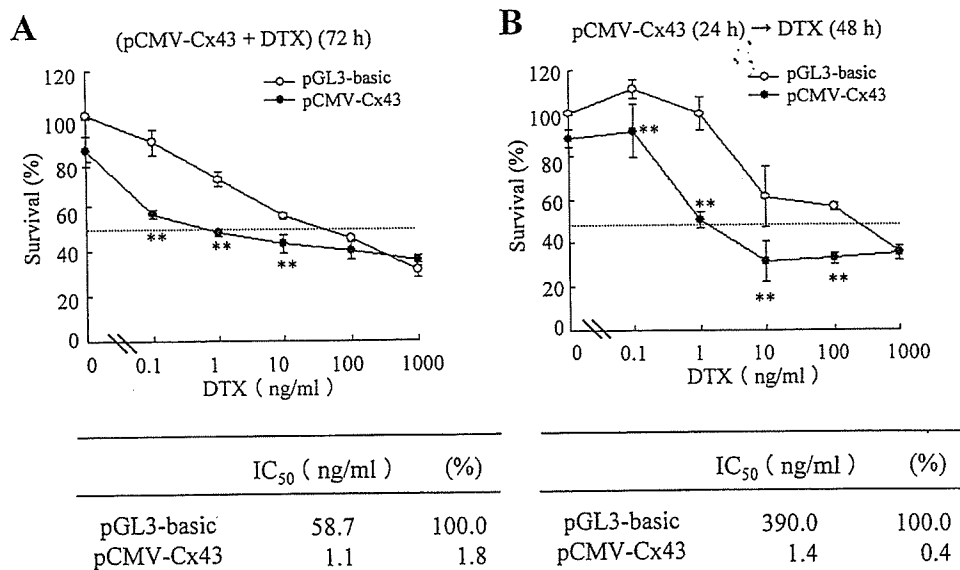 A
(pCMV-Cx43 + DTX) (72 h)
pGL3-basic
pCMV-Cx43
Survival (%)
120
100
80
60
40
20
0
**
**
**
0 0.1 1 10 100 1000
DTX ( ng/ml )
IC50 ( ng/ml ) (%)
pGL3-basic 58.7 100.0
pCMV-Cx43 1.1 1.8
B
pCMV-Cx43 (24 h) → DTX (48 h)
pGL3-basic
pCMV-Cx43
Survival (%)
120
100
80
60
40
20
0
**
**
**
**
0 0.1 1 10 100 1000
DTX ( ng/ml )
IC50 ( ng/ml ) (%)
pGL3-basic 390.0 100.0
pCMV-Cx43 1.4 0.4